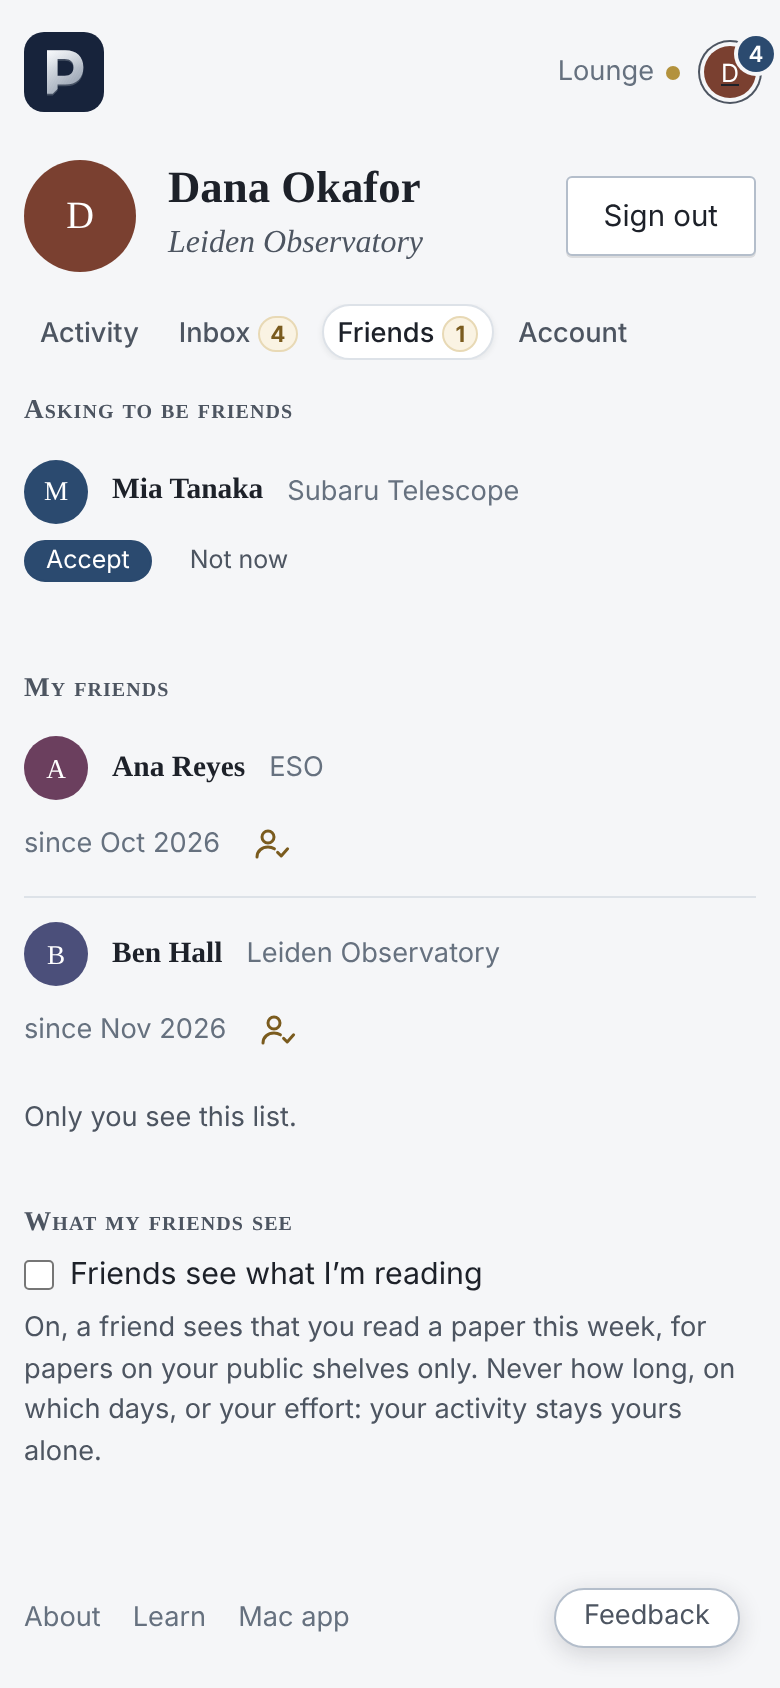 P
Lounge
D
4
D
Dana Okafor
Leiden Observatory
Sign out
Activity
Inbox 4
Friends 1
Account
Asking to be friends
M
Mia Tanaka
Subaru Telescope
Accept
Not now
My friends
A
Ana Reyes
ESO
since Oct 2026
B
Ben Hall
Leiden Observatory
since Nov 2026
Only you see this list.
What my friends see
Friends see what I’m reading
On, a friend sees that you read a paper this week, for
papers on your public shelves only. Never how long, on
which days, or your effort: your activity stays yours
alone.
About
Learn
Mac app
Feedback